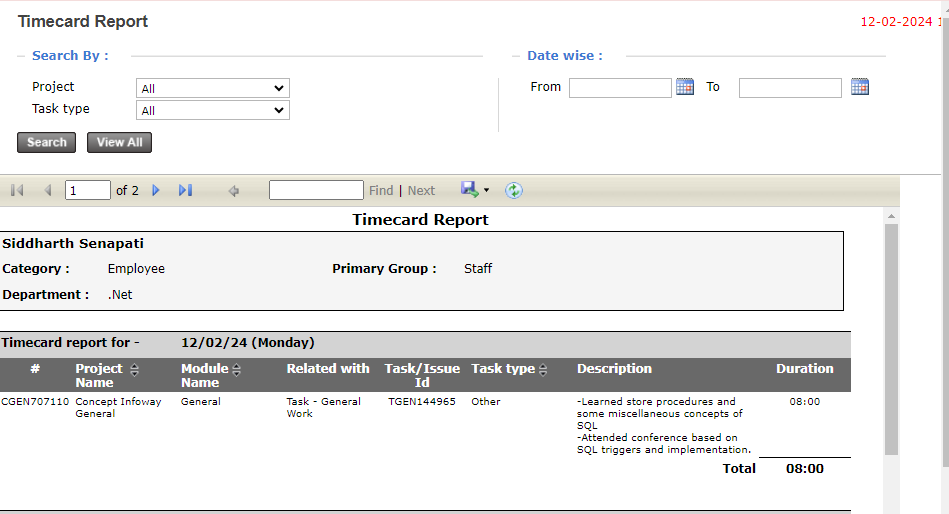 Timecard Report
12-02-2024
Search By :
Date wise :
Project All
From To
Task type All
Search View All
1 of 2 Find | Next
Timecard Report
Siddharth Senapati
Category : Employee Primary Group : Staff
Department : .Net
Timecard report for - 12/02/24 (Monday)
# Project Module Related with Task/Issue Task type Description Duration
Name Name Id
CGEN707110 Concept Infoway General Task - General TGEN144965 Other -Learned store procedures and 08:00
General Work some miscellaneous concepts of
SQL
-Attended conference based on
SQL triggers and implementation.
Total 08:00